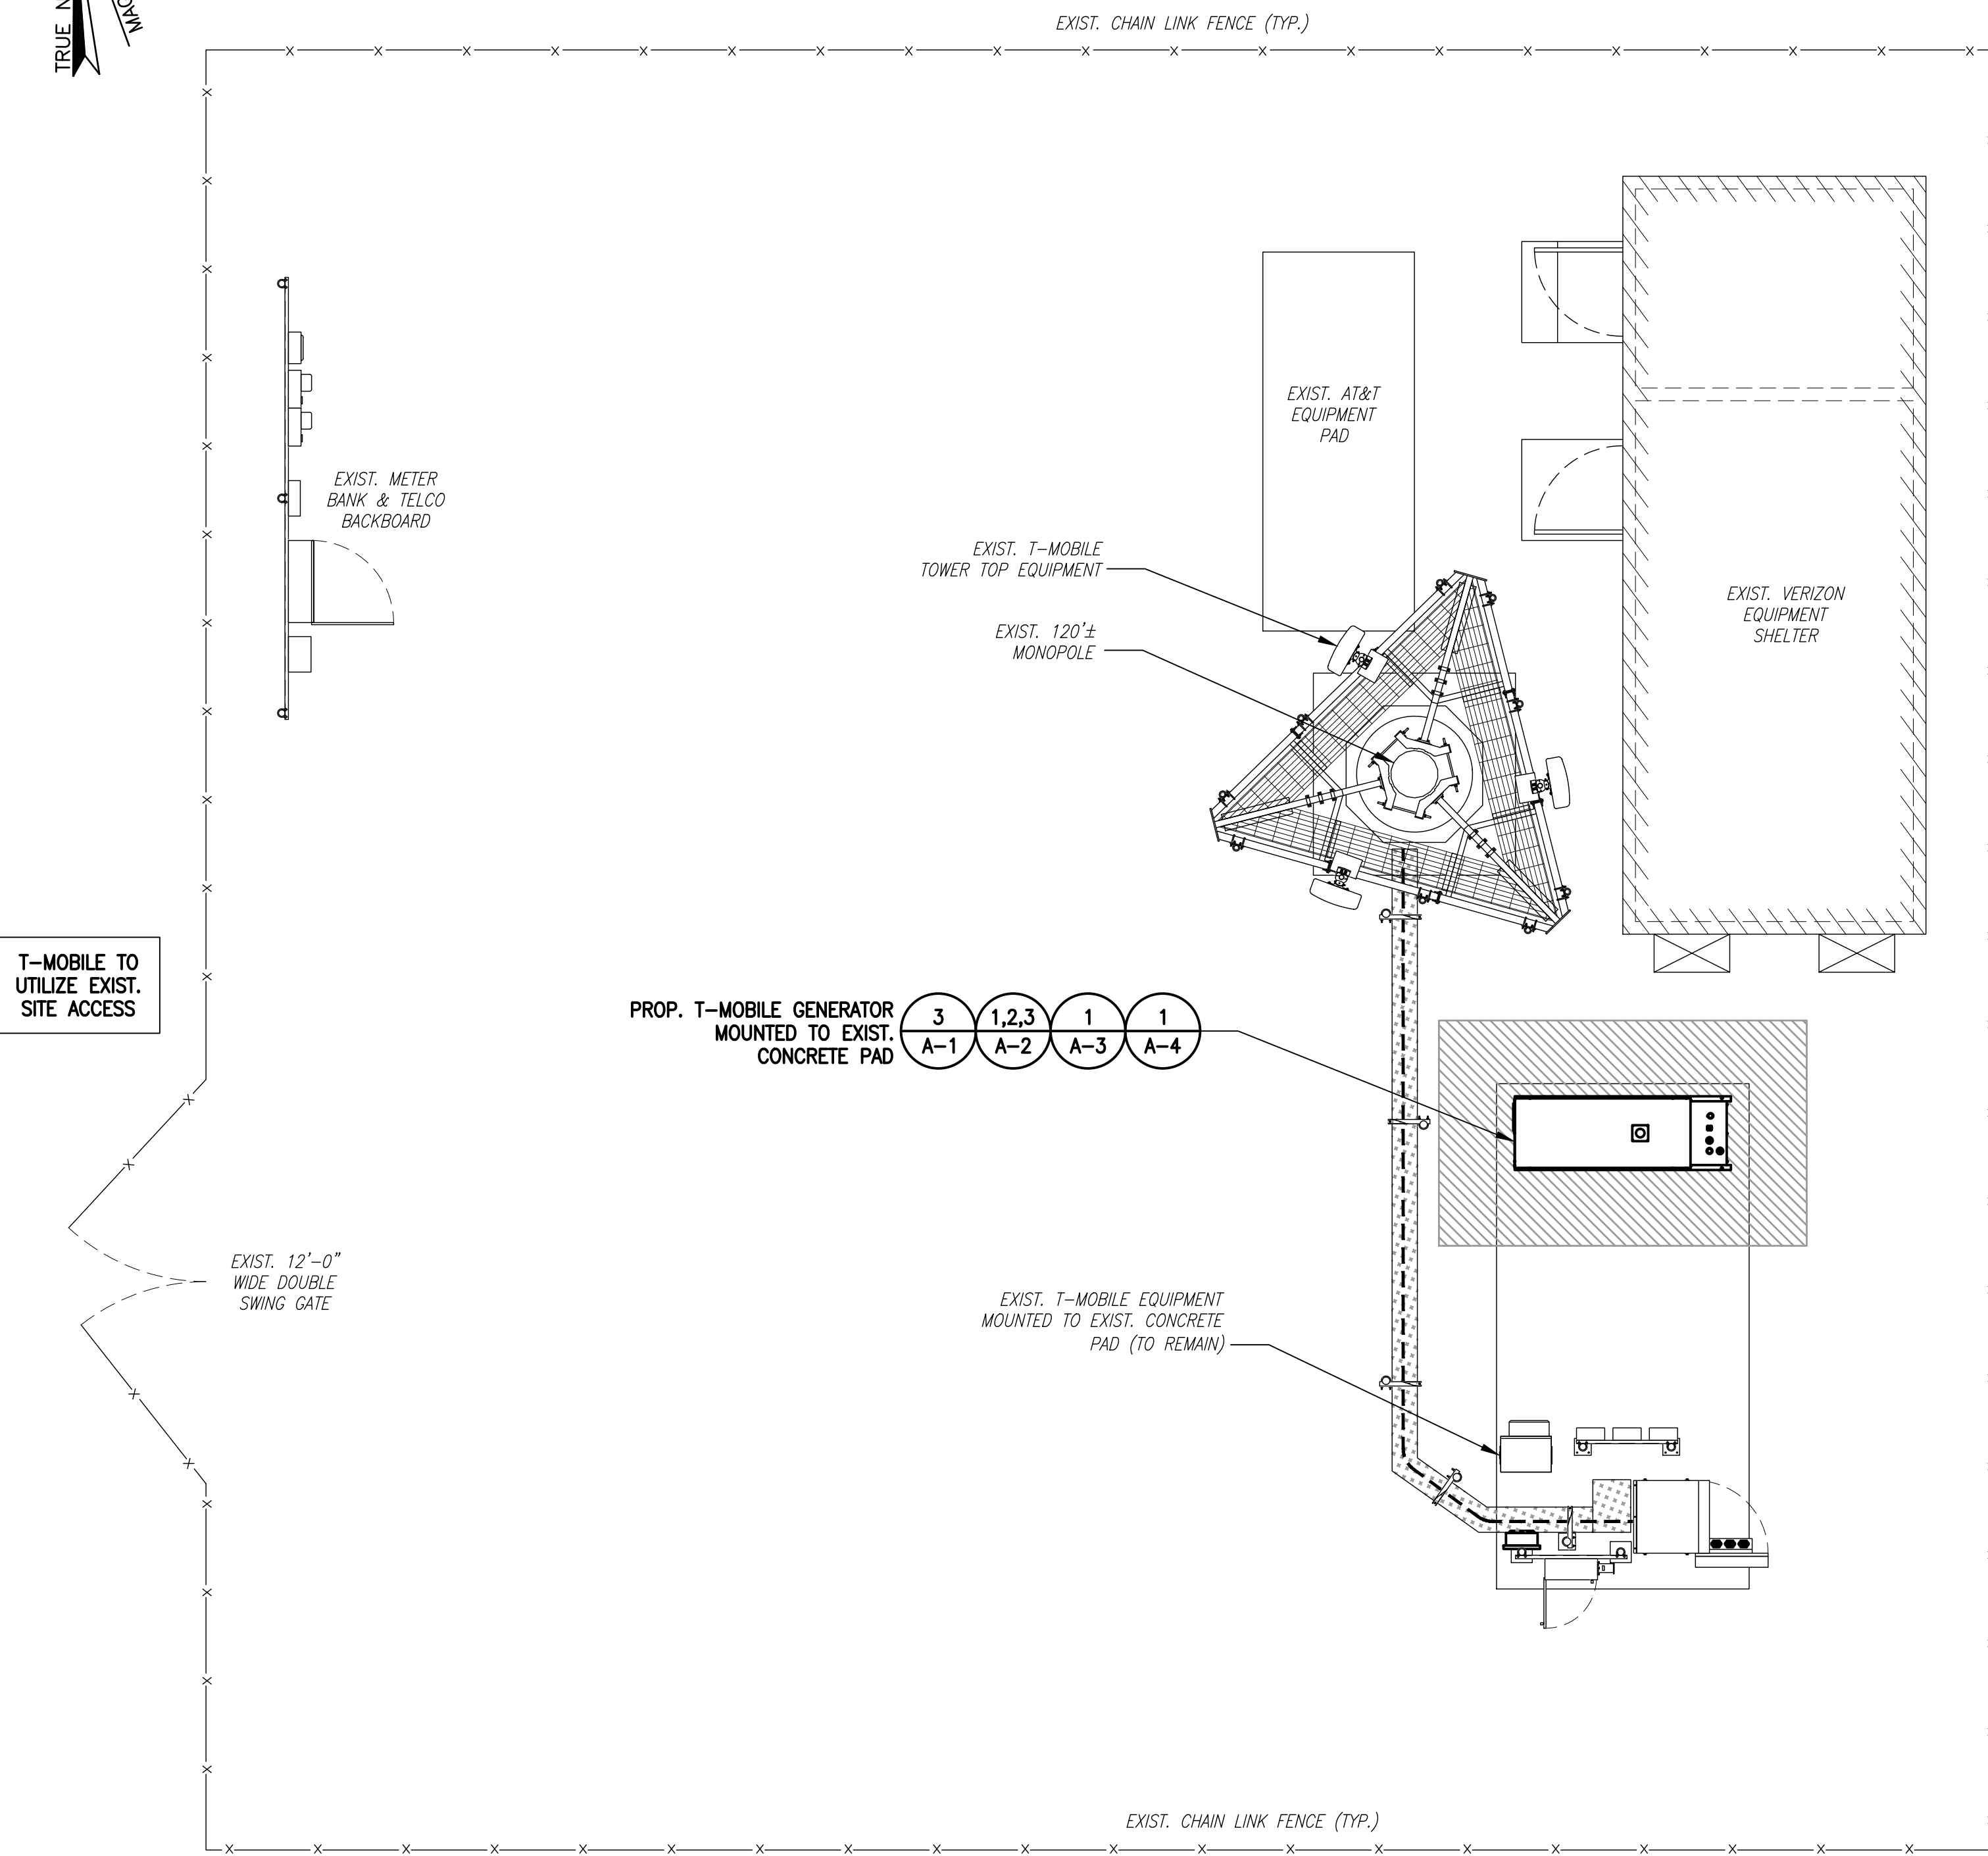 TRUE N
EXIST. CHAIN LINK FENCE (TYP.)
EXIST. AT&T
EQUIPMENT
PAD
EXIST. METER
BANK & TELCO
BACKBOARD
EXIST. T-MOBILE
TOWER TOP EQUIPMENT
EXIST. 120'±
MONOPOLE
EXIST. VERIZON
EQUIPMENT
SHELTER
T-MOBILE TO
UTILIZE EXIST.
SITE ACCESS
PROP. T-MOBILE GENERATOR
MOUNTED TO EXIST.
CONCRETE PAD
3
A-1
1,2,3
A-2
1
A-3
1
A-4
EXIST. 12'-0"
WIDE DOUBLE
SWING GATE
EXIST. T-MOBILE EQUIPMENT
MOUNTED TO EXIST. CONCRETE
PAD (TO REMAIN)
EXIST. CHAIN LINK FENCE (TYP.)